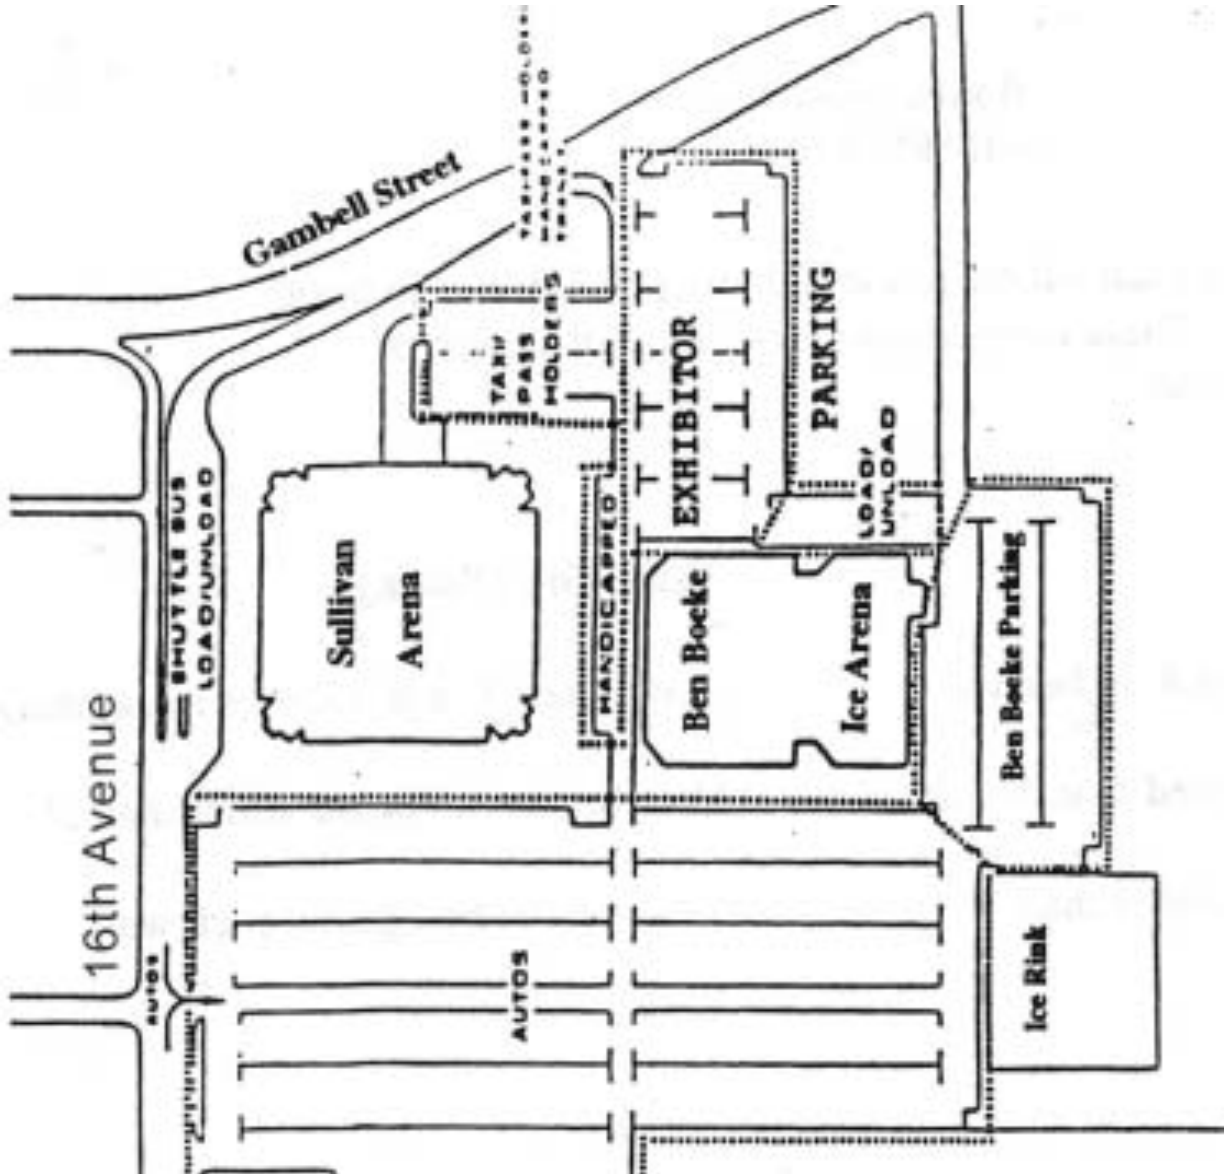 Gambell Street
TAXI/
PASS
HOLDERS
EXHIBITOR
PARKING
LOAD/
UNLOAD
SHUTTLE BUS
LOAD/UNLOAD
Sullivan
Arena
HANDICAPPED
Ben Boeke
Ice Arena
Ben Boeke Parking
16th Avenue
AUTOS
AUTOS
Ice Rink